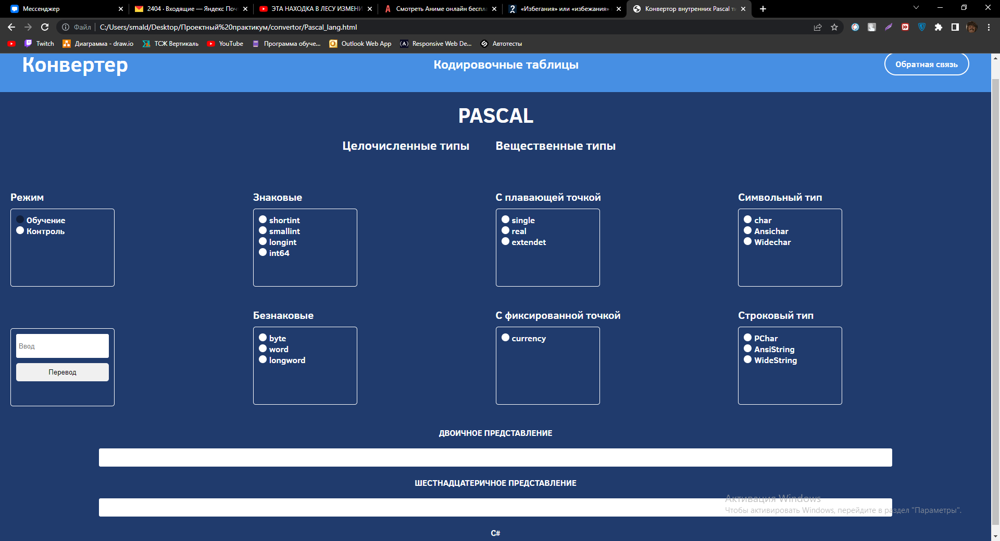 Мессенджер
2404 · Входящие — Яндекс Поч
ЭТА НАХОДКА В ЛЕСУ ИЗМЕНИ
Смотреть Аниме онлайн беспла
«Избегания» или «избежания»
Конвертор внутренних Pascal т
Файл
C:/Users/smald/Desktop/Проектный%20практикум/convertor/Pascal_lang.html
Twitch
Диаграмма - draw.io
ТСЖ Вертикаль
YouTube
Программа обуче...
Outlook Web App
Responsive Web De...
Автотесты
Конвертер
Кодировочные таблицы
Обратная связь
PASCAL
Целочисленные типы
Вещественные типы
Режим
Обучение
Контроль
Знаковые
shortint
smallint
longint
int64
С плавающей точкой
single
real
extendet
Символьный тип
char
Ansichar
Widechar
Ввод
Перевод
Безнаковые
byte
word
longword
С фиксированной точкой
currency
Строковый тип
PChar
AnsiString
WideString
ДВОИЧНОЕ ПРЕДСТАВЛЕНИЕ
ШЕСТНАДЦАТЕРИЧНОЕ ПРЕДСТАВЛЕНИЕ
Активация Windows
Чтобы активировать Windows, перейдите в раздел "Параметры".
C#